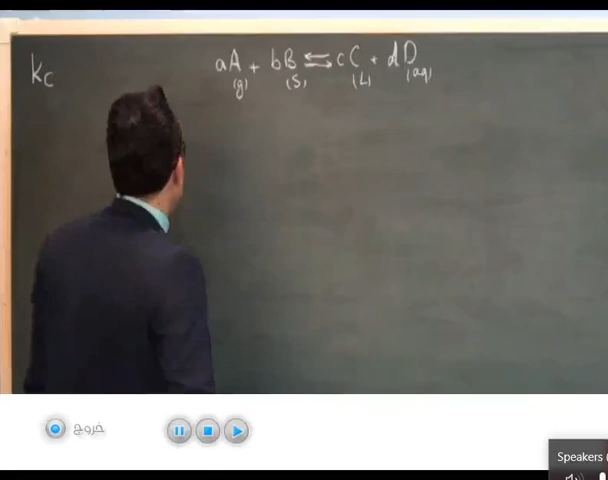 aA + bB ⇌ cC + dD
(g) (S) (L) (aq)
Kc
خروج
Speakers (